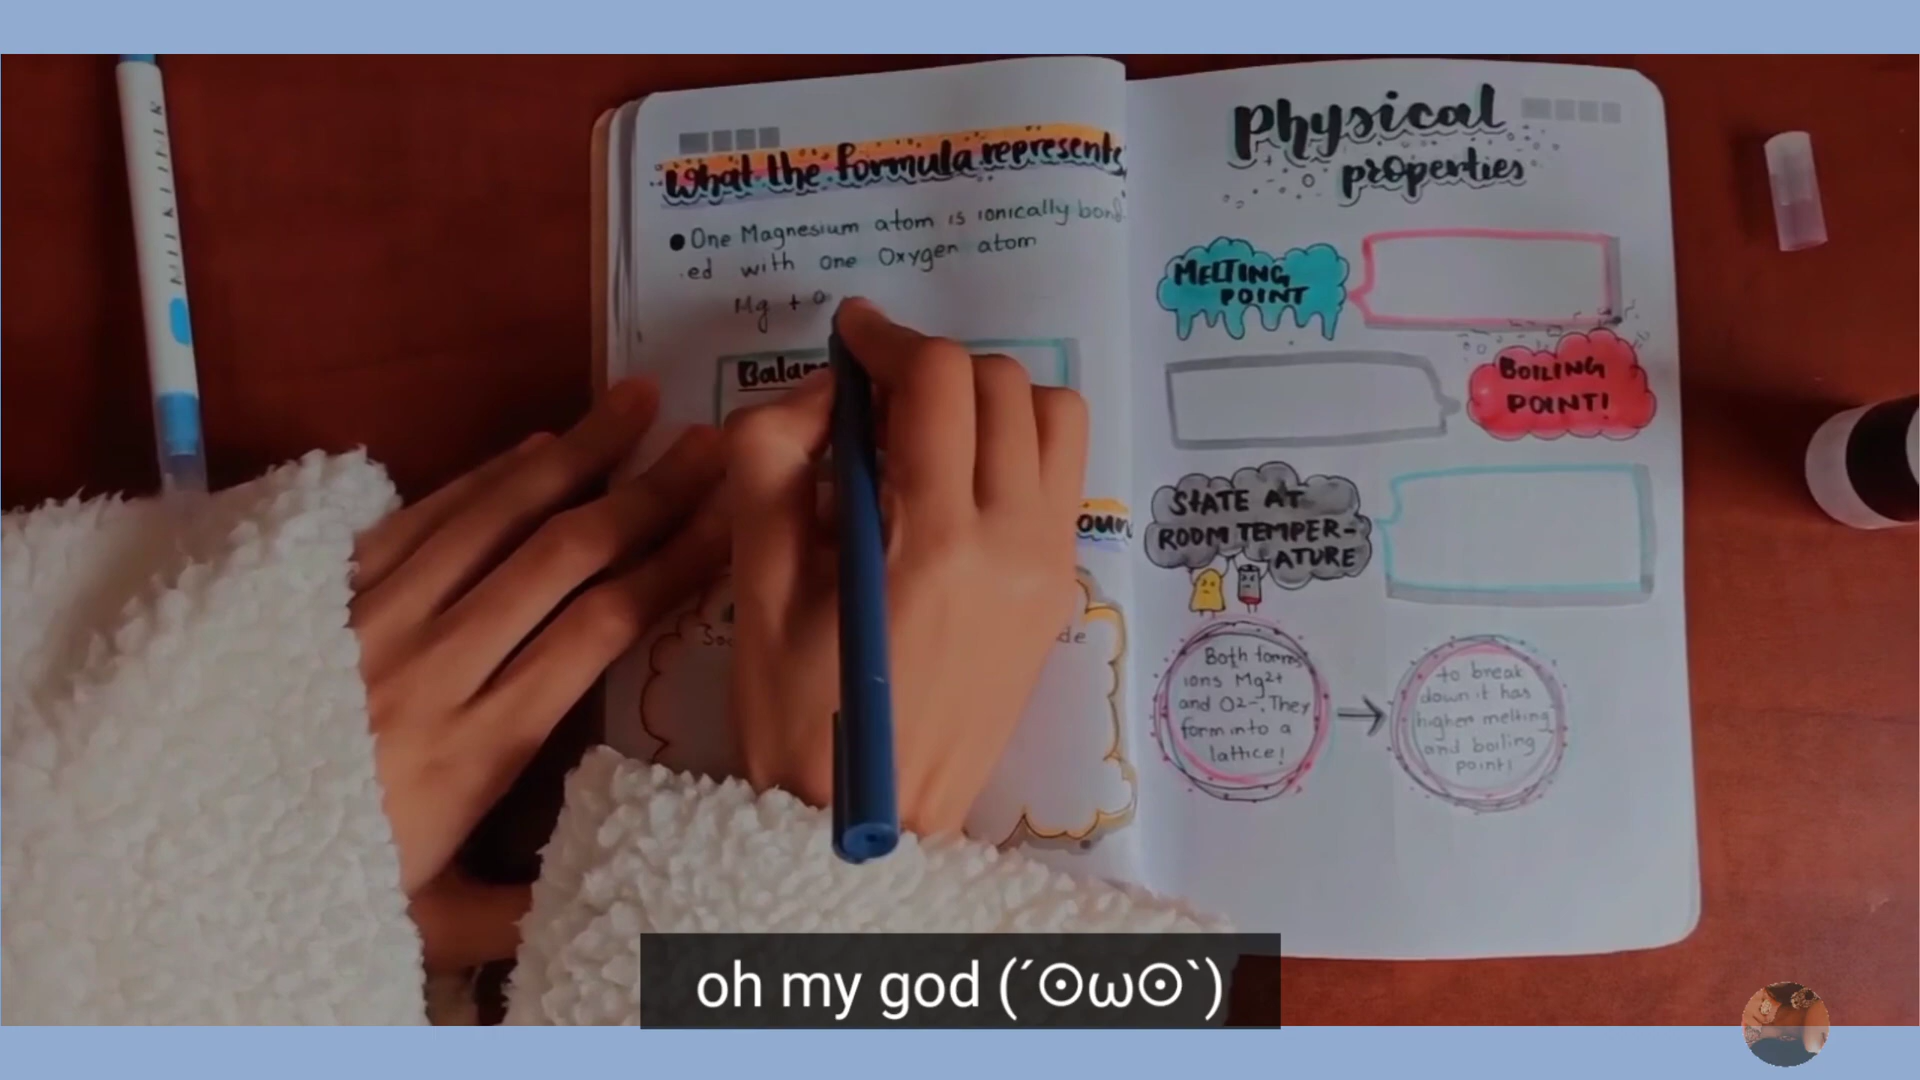 MILDLINER
What the formula represents
● One Magnesium atom is ionically bond
.ed with one Oxygen atom
Mg + O
Physical
properties
MELTING
POINT
BOILING
POINT!
STATE AT
ROOM TEMPER-
ATURE
Both forms
ions Mg2+
and O2-. They
form into a
lattice!
to break
down it has
higher melting
and boiling
point!
oh my god (´⊙ω⊙`)